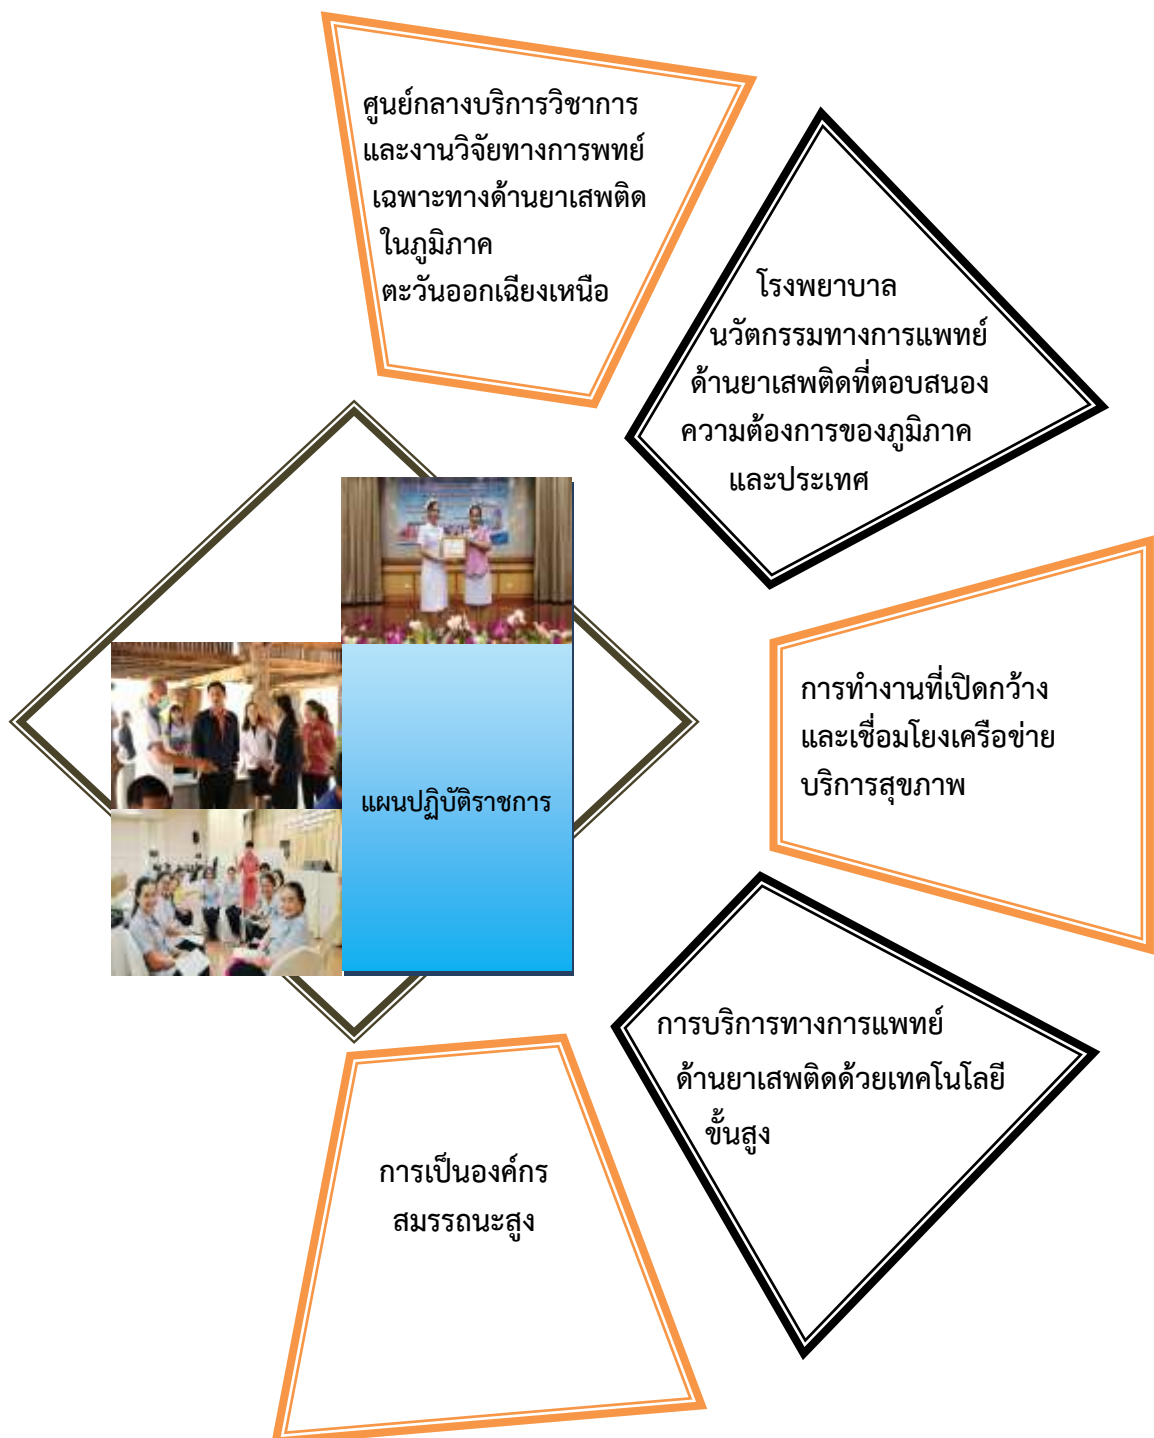 ศูนย์กลางบริการวิชาการ
และงานวิจัยทางการพทย์
เฉพาะทางด้านยาเสพติด
ในภูมิภาค
ตะวันออกเฉียงเหนือ
โรงพยาบาล
นวัตกรรมทางการแพทย์
ด้านยาเสพติดที่ตอบสนอง
ความต้องการของภูมิภาค
และประเทศ
การทำงานที่เปิดกว้าง
และเชื่อมโยงเครือข่าย
บริการสุขภาพ
แผนปฏิบัติราชการ
การบริการทางการแพทย์
ด้านยาเสพติดด้วยเทคโนโลยี
ขั้นสูง
การเป็นองค์กร
สมรรถนะสูง